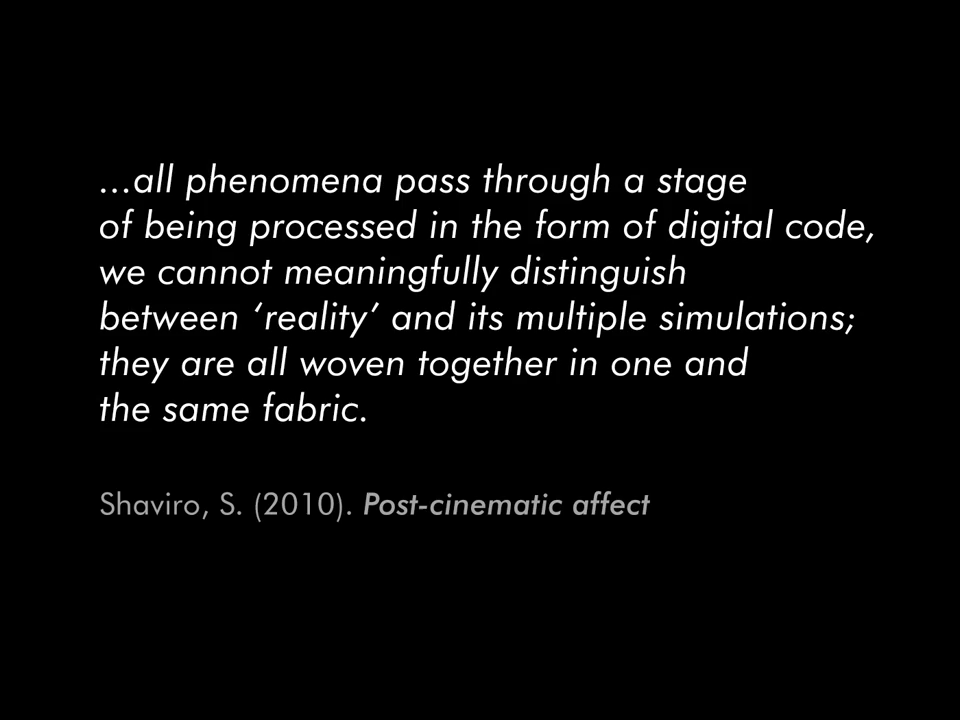 ...all phenomena pass through a stage
of being processed in the form of digital code,
we cannot meaningfully distinguish
between ‘reality’ and its multiple simulations;
they are all woven together in one and
the same fabric.
Shaviro, S. (2010). Post-cinematic affect